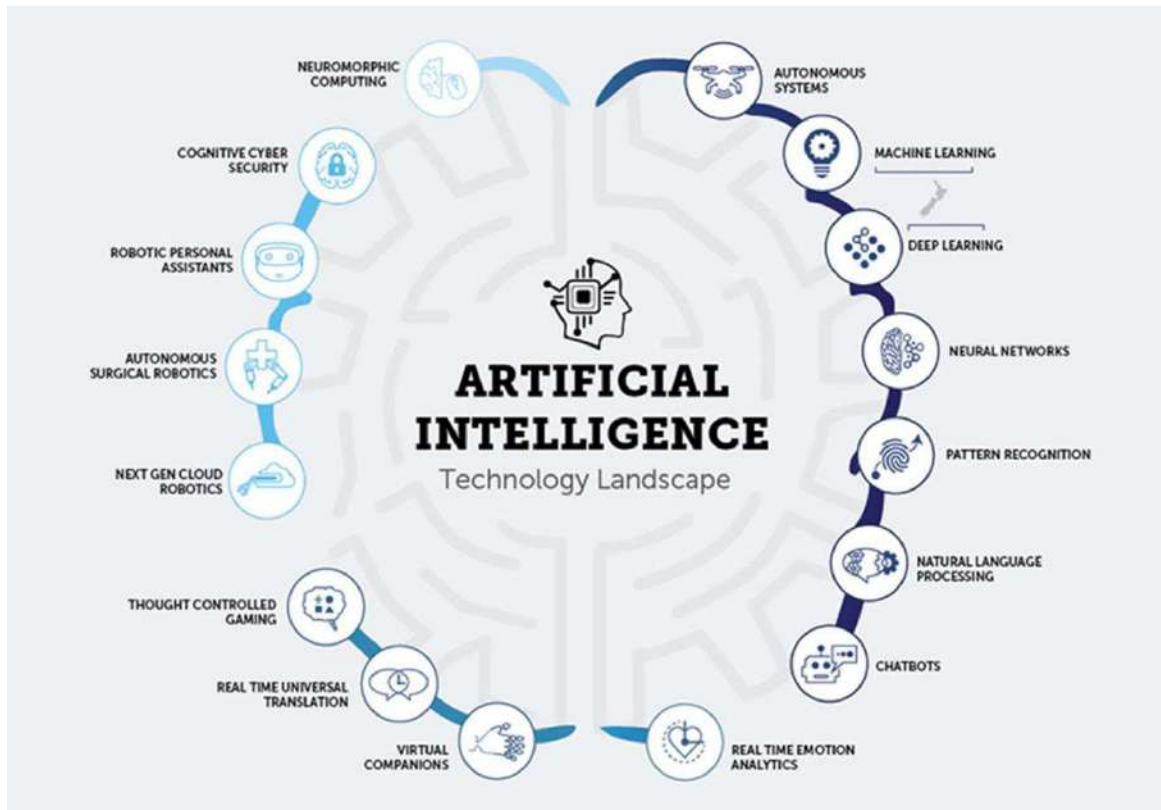 ARTIFICIAL
INTELLIGENCE
Technology Landscape
NEUROMORPHIC
COMPUTING
COGNITIVE CYBER
SECURITY
ROBOTIC PERSONAL
ASSISTANTS
AUTONOMOUS
SURGICAL ROBOTICS
NEXT GEN CLOUD
ROBOTICS
THOUGHT CONTROLLED
GAMING
REAL TIME UNIVERSAL
TRANSLATION
VIRTUAL
COMPANIONS
AUTONOMOUS
SYSTEMS
MACHINE LEARNING
DEEP LEARNING
NEURAL NETWORKS
PATTERN RECOGNITION
NATURAL LANGUAGE
PROCESSING
CHATBOTS
REAL TIME EMOTION
ANALYTICS